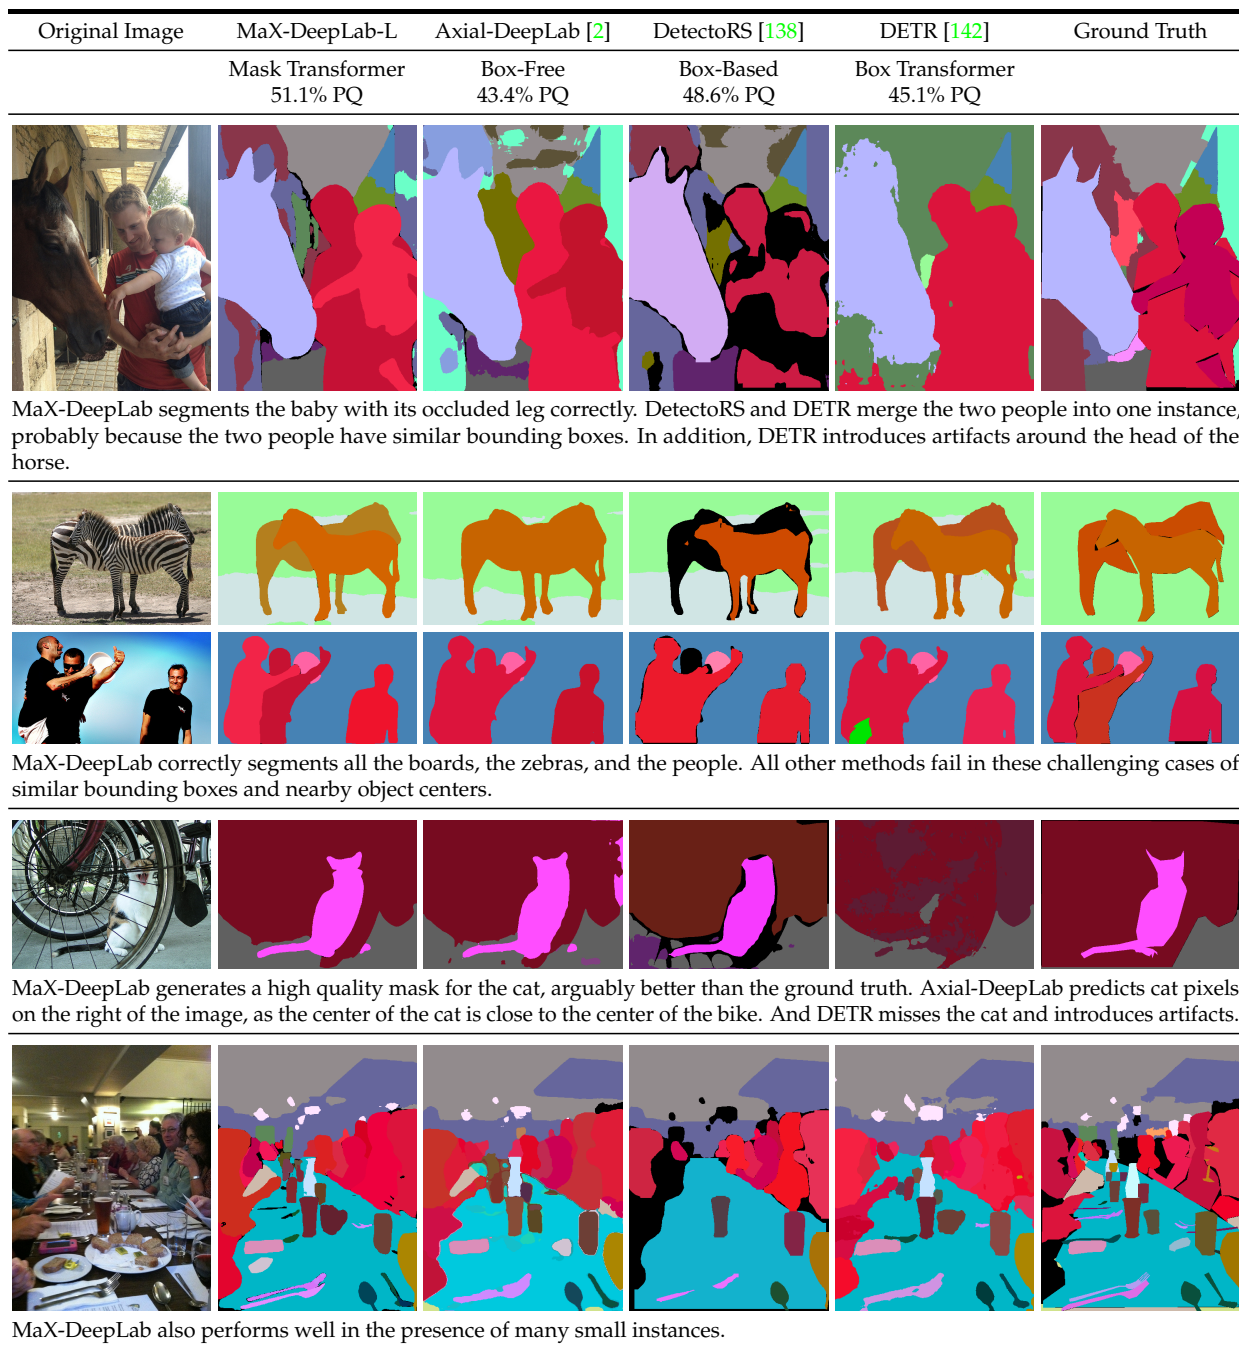 Original Image MaX-DeepLab-L Axial-DeepLab [2] DetectoRS [138] DETR [142] Ground Truth
Mask Transformer Box-Free Box-Based Box Transformer
51.1% PQ 43.4% PQ 48.6% PQ 45.1% PQ
MaX-DeepLab segments the baby with its occluded leg correctly. DetectoRS and DETR merge the two people into one instance,
probably because the two people have similar bounding boxes. In addition, DETR introduces artifacts around the head of the
horse.
MaX-DeepLab correctly segments all the boards, the zebras, and the people. All other methods fail in these challenging cases of
similar bounding boxes and nearby object centers.
MaX-DeepLab generates a high quality mask for the cat, arguably better than the ground truth. Axial-DeepLab predicts cat pixels
on the right of the image, as the center of the cat is close to the center of the bike. And DETR misses the cat and introduces artifacts.
MaX-DeepLab also performs well in the presence of many small instances.